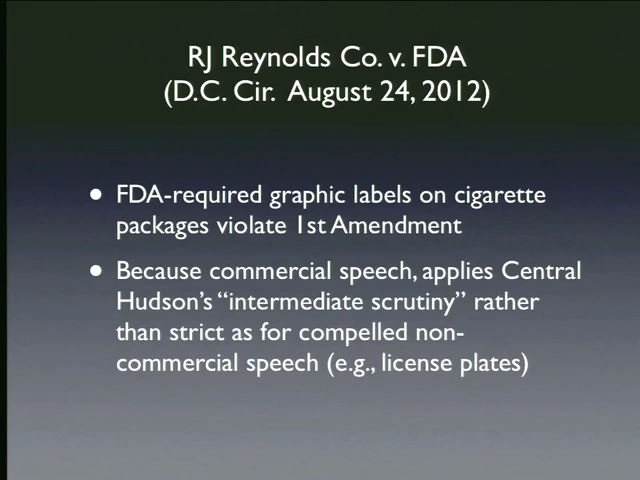 RJ Reynolds Co. v. FDA
(D.C. Cir. August 24, 2012)
• FDA-required graphic labels on cigarette
packages violate 1st Amendment
• Because commercial speech, applies Central
Hudson's “intermediate scrutiny” rather
than strict as for compelled non-
commercial speech (e.g., license plates)